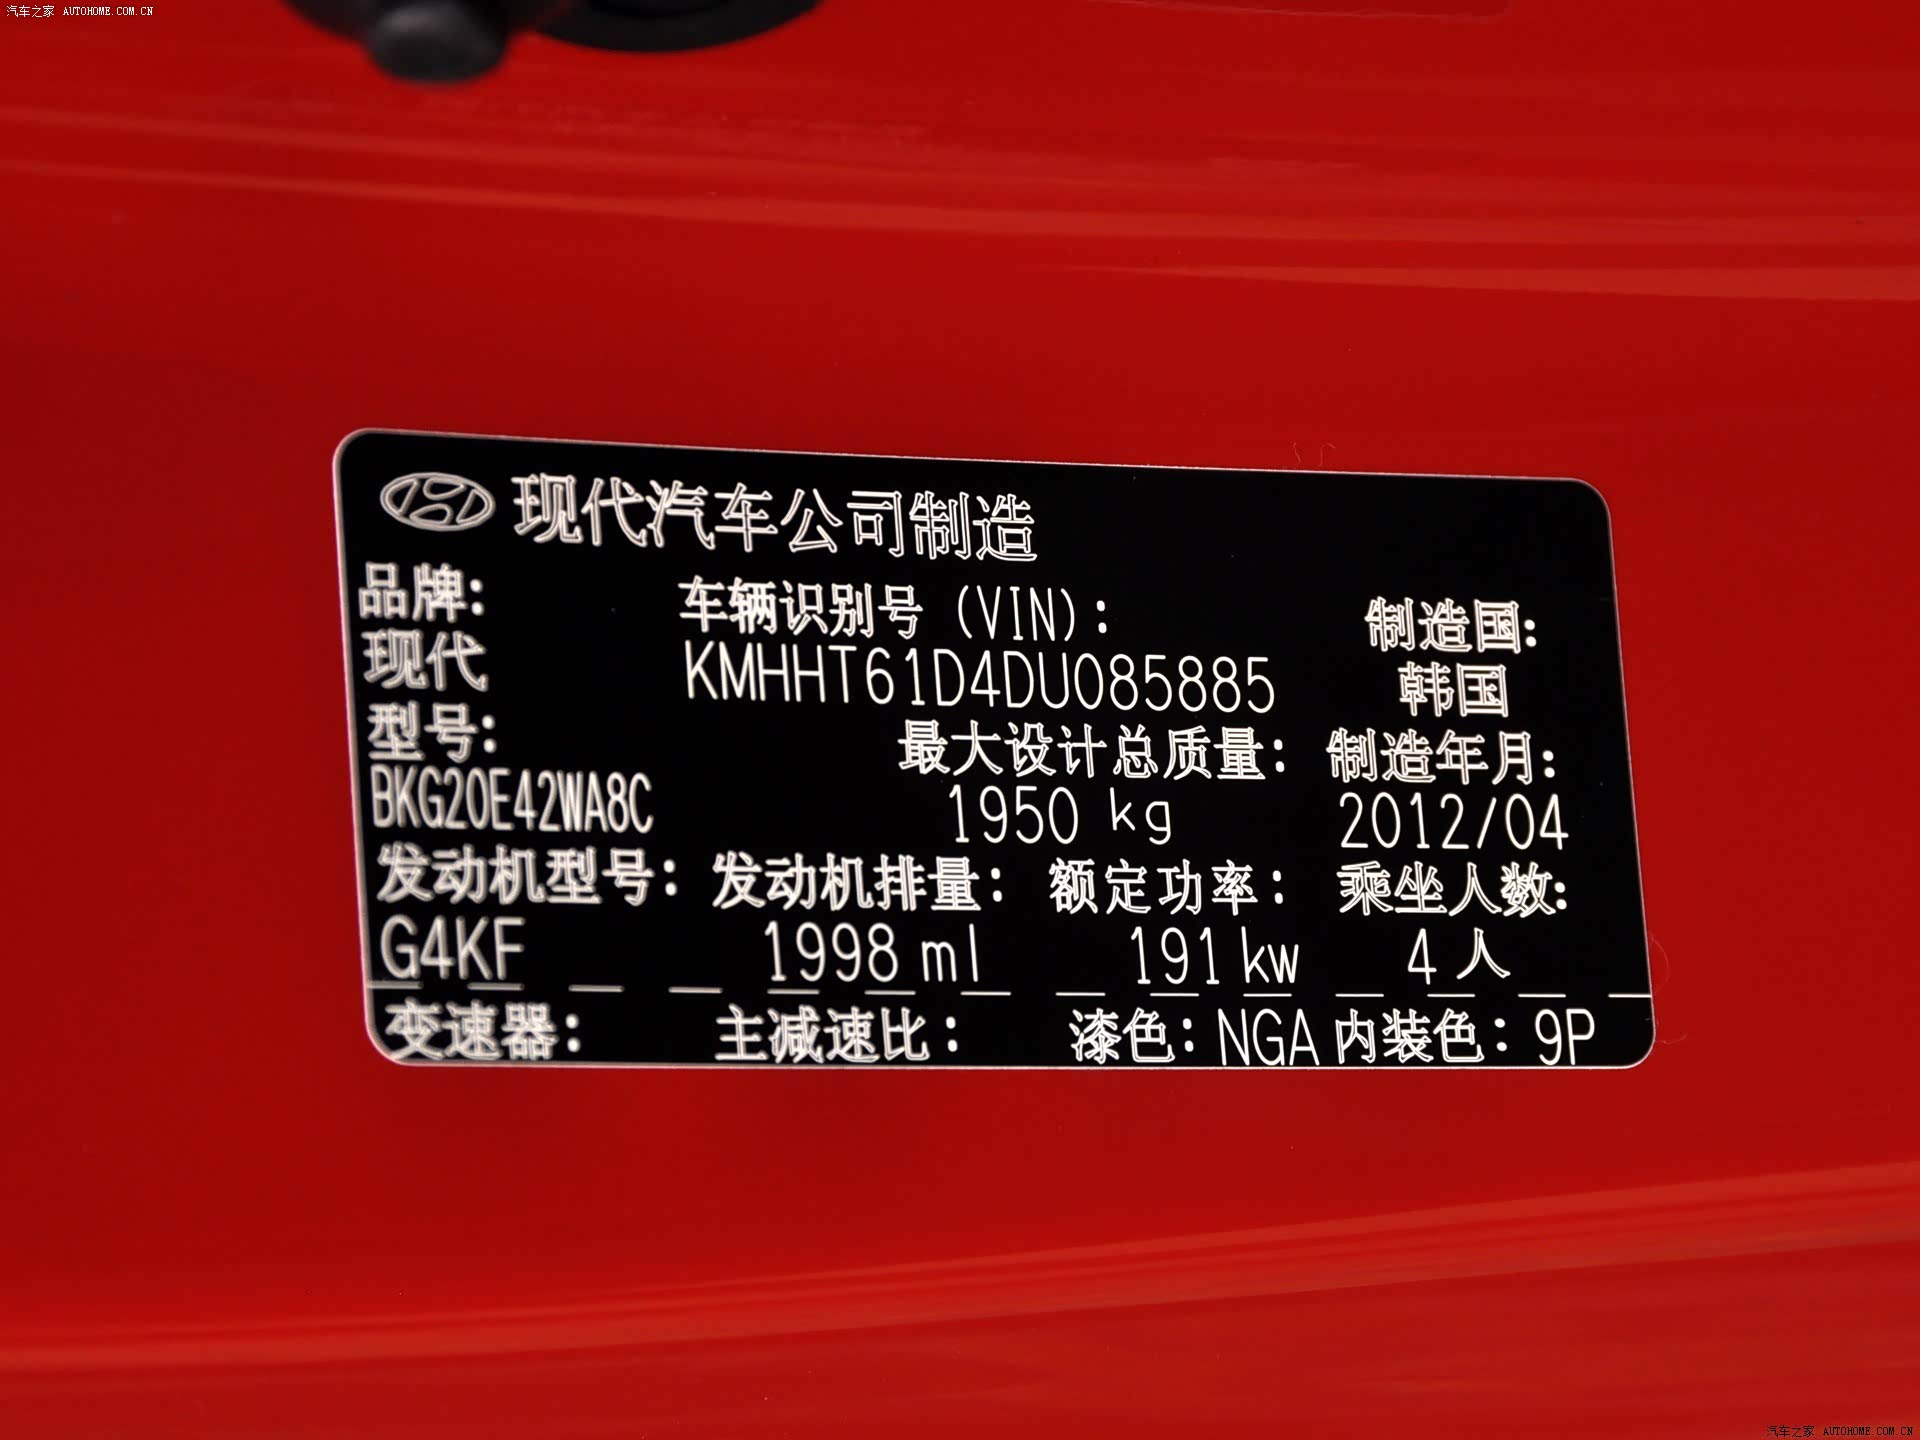 汽车之家 AUTOHOME.COM.CN
现代汽车公司制造
品牌: 车辆识别号 (VIN): 制造国:
现代 KMHHT61D4DU085885 韩国
型号: 最大设计总质量: 制造年月:
BKG20E42WA8C 1950 kg 2012/04
发动机型号: 发动机排量: 额定功率: 乘坐人数:
G4KF 1998 ml 191 kw 4 人
变速器: 主减速比: 漆色: NGA 内装色: 9P
汽车之家 AUTOHOME.COM.CN